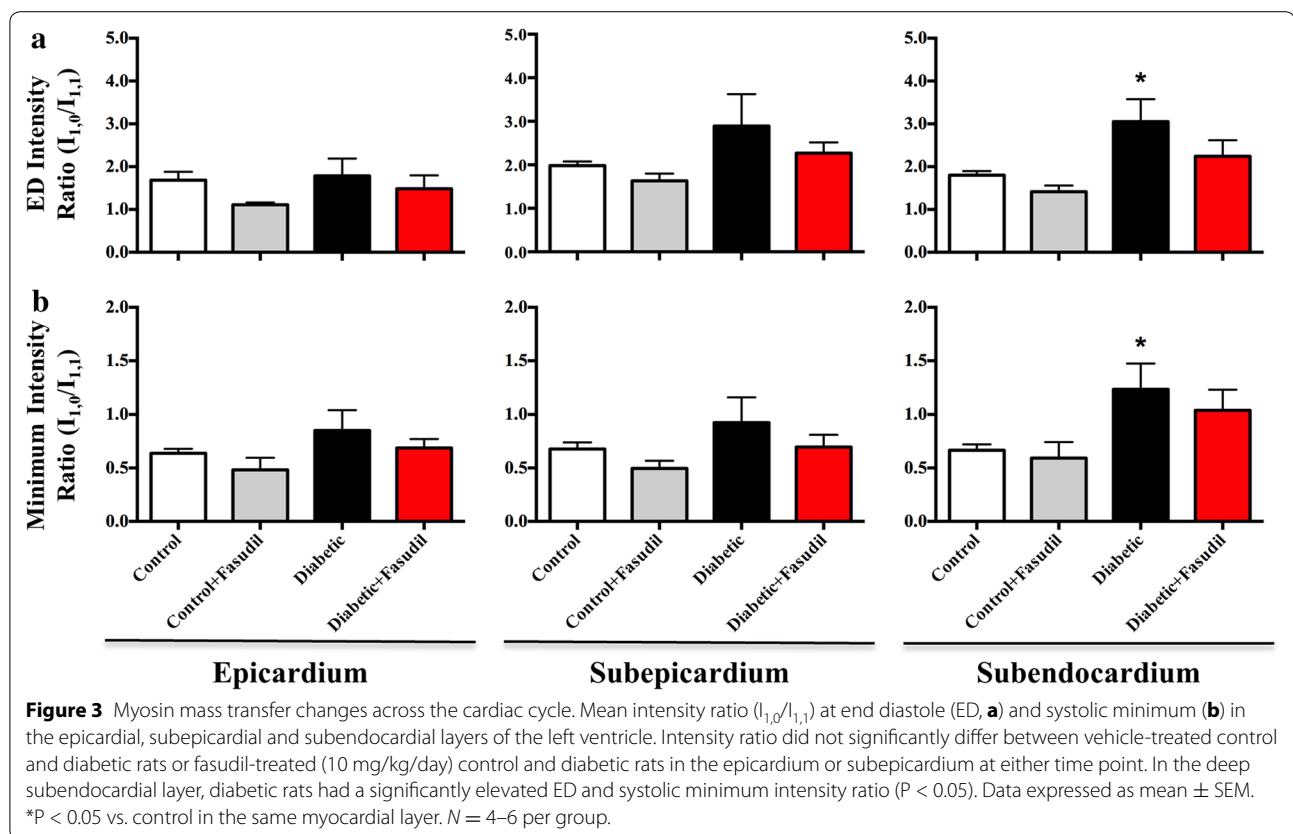 a
ED Intensity
Ratio (I1,0/I1,1)
5.0
4.0
3.0
2.0
1.0
0.0
5.0
4.0
3.0
2.0
1.0
0.0
5.0
4.0
3.0
2.0
1.0
0.0
*
b
Minimum Intensity
Ratio (I1,0/I1,1)
2.0
1.5
1.0
0.5
0.0
2.0
1.5
1.0
0.5
0.0
2.0
1.5
1.0
0.5
0.0
*
Control
Control+Fasudil
Diabetic
Diabetic+Fasudil
Control
Control+Fasudil
Diabetic
Diabetic+Fasudil
Control
Control+Fasudil
Diabetic
Diabetic+Fasudil
Epicardium
Subepicardium
Subendocardium
Figure 3 Myosin mass transfer changes across the cardiac cycle. Mean intensity ratio (I1,0/I1,1) at end diastole (ED, a) and systolic minimum (b) in
the epicardial, subepicardial and subendocardial layers of the left ventricle. Intensity ratio did not significantly differ between vehicle-treated control
and diabetic rats or fasudil-treated (10 mg/kg/day) control and diabetic rats in the epicardium or subepicardium at either time point. In the deep
subendocardial layer, diabetic rats had a significantly elevated ED and systolic minimum intensity ratio (P < 0.05). Data expressed as mean ± SEM.
*P < 0.05 vs. control in the same myocardial layer. N = 4–6 per group.